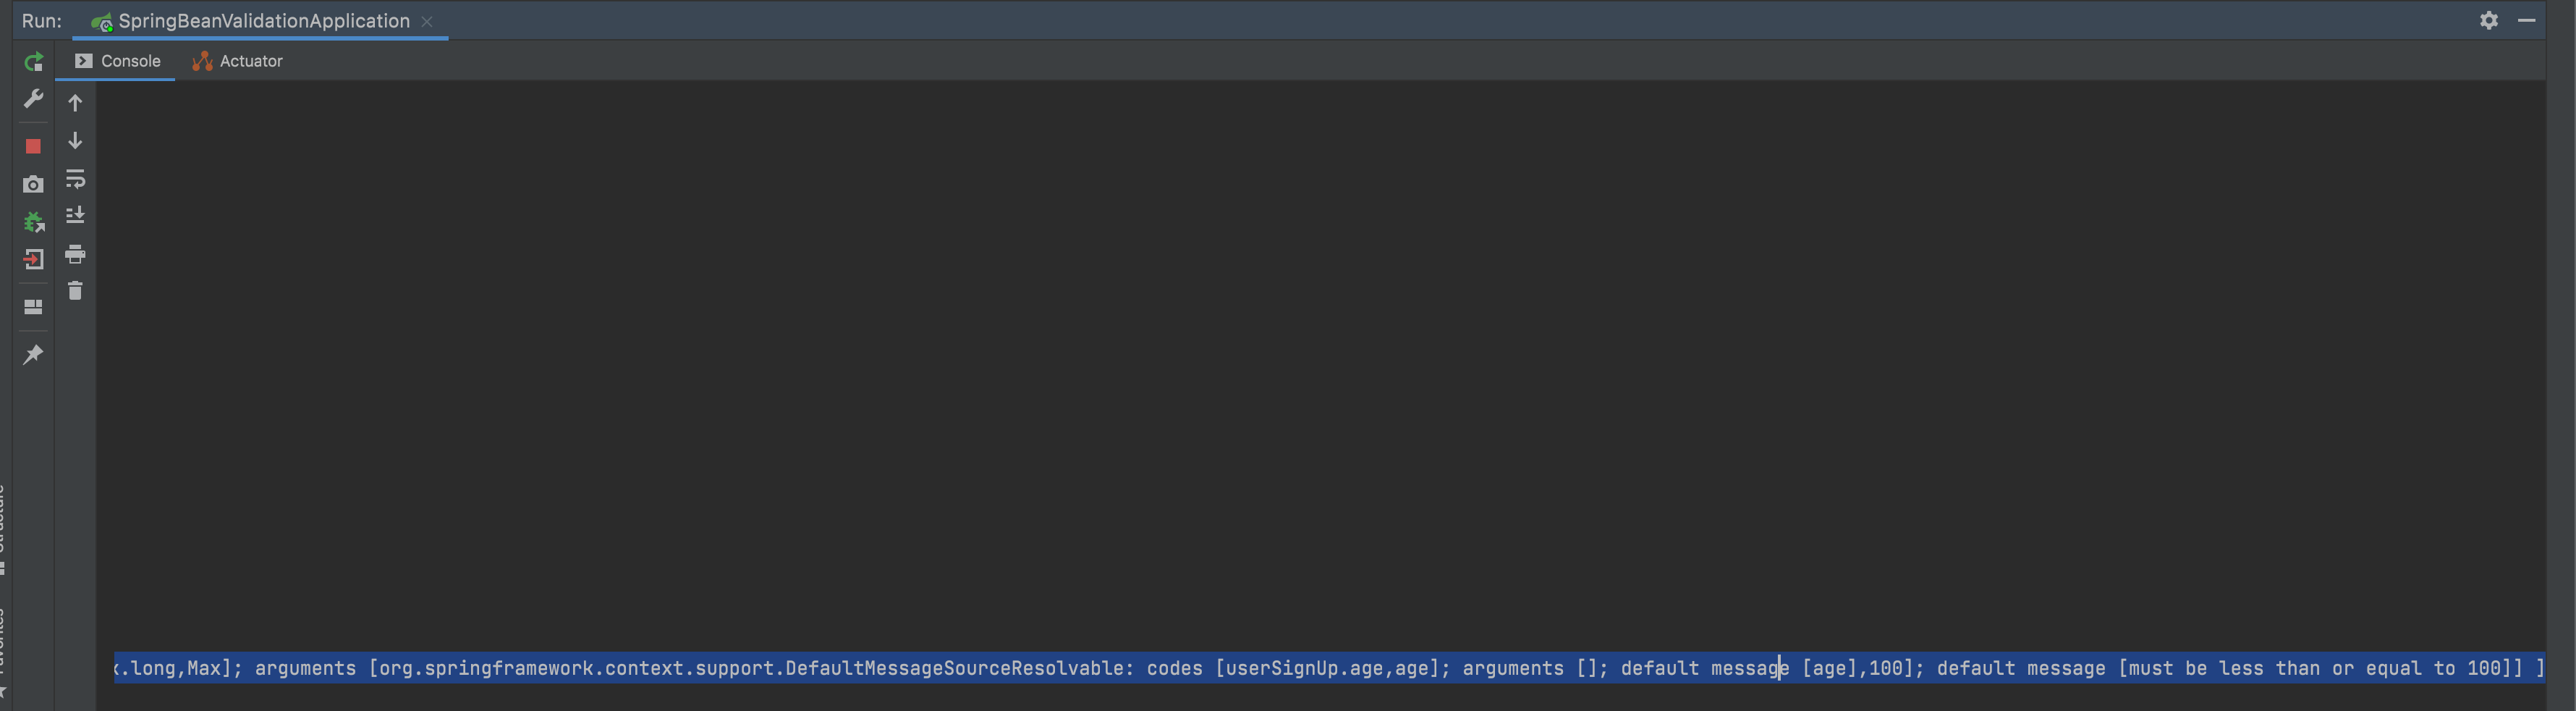 Run: SpringBeanValidationApplication
Console Actuator
.long,Max]; arguments [org.springframework.context.support.DefaultMessageSourceResolvable: codes [userSignUp.age,age]; arguments []; default message [age],100]; default message [must be less than or equal to 100]] ]